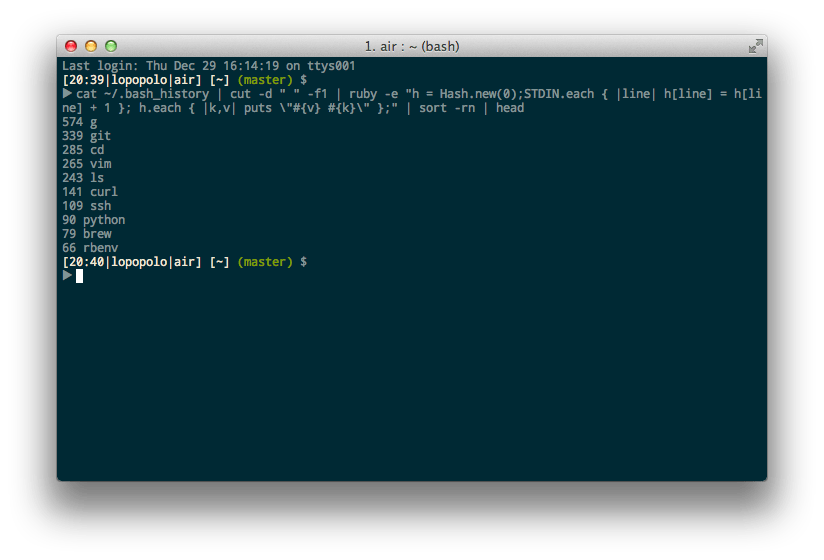 1. air : ~ (bash)
Last login: Thu Dec 29 16:14:19 on ttys001
[20:39|lopopolo|air] [~] (master) $
▶cat ~/.bash_history | cut -d " " -f1 | ruby -e "h = Hash.new(0);STDIN.each { |line| h[line] = h[li
ne] + 1 }; h.each { |k,v| puts \"#{v} #{k}\" };" | sort -rn | head
574 g
339 git
285 cd
265 vim
243 ls
141 curl
109 ssh
90 python
79 brew
66 rbenv
[20:40|lopopolo|air] [~] (master) $
▶